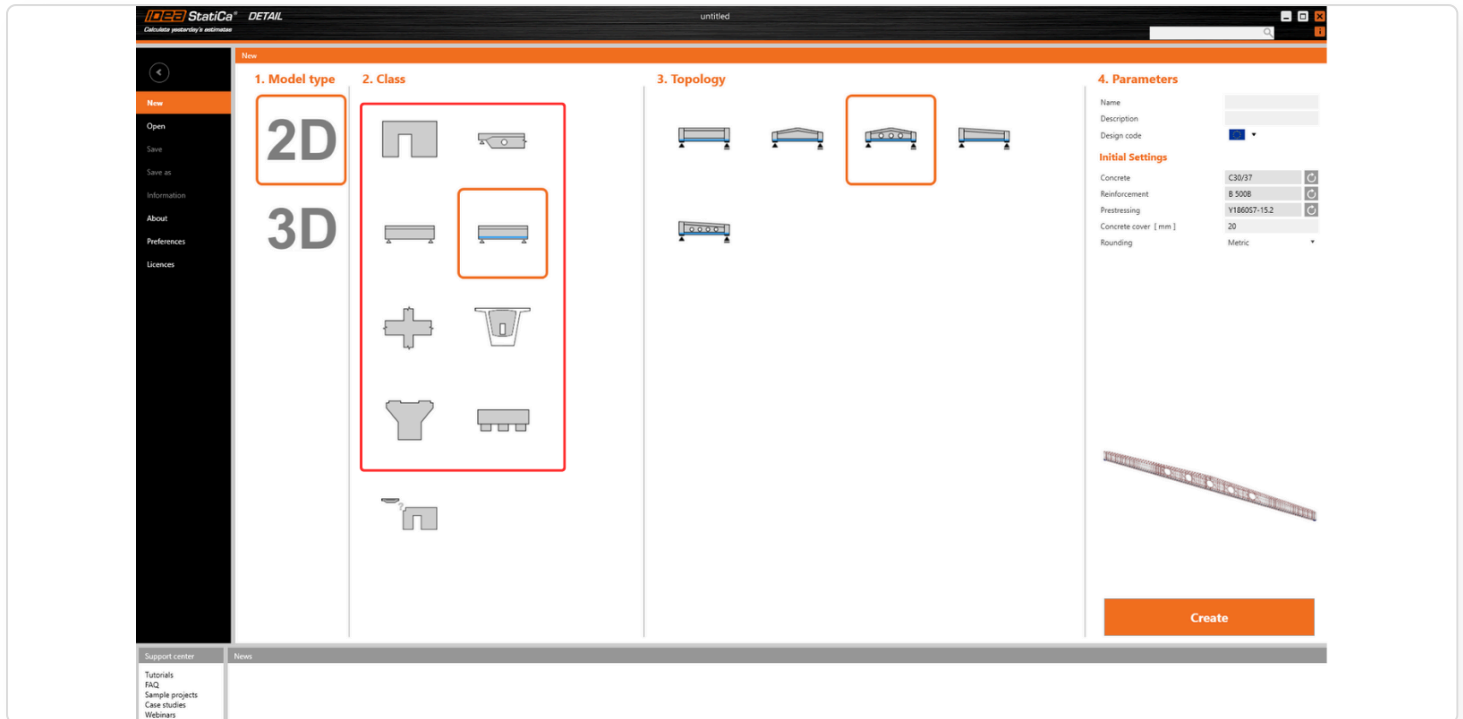 IDEA StatiCa® DETAIL
untitled
Calculate yesterday's estimates
i
New
1. Model type
2. Class
3. Topology
4. Parameters
New
Open
Save
Save as
Information
About
Preferences
Licences
2D
3D
?
Name
Description
Design code
Initial Settings
Concrete C30/37
Reinforcement B 500B
Prestressing Y1860S7-15.2
Concrete cover [ mm ] 20
Rounding Metric
Create
Support center
News
Tutorials
FAQ
Sample projects
Case studies
Webinars